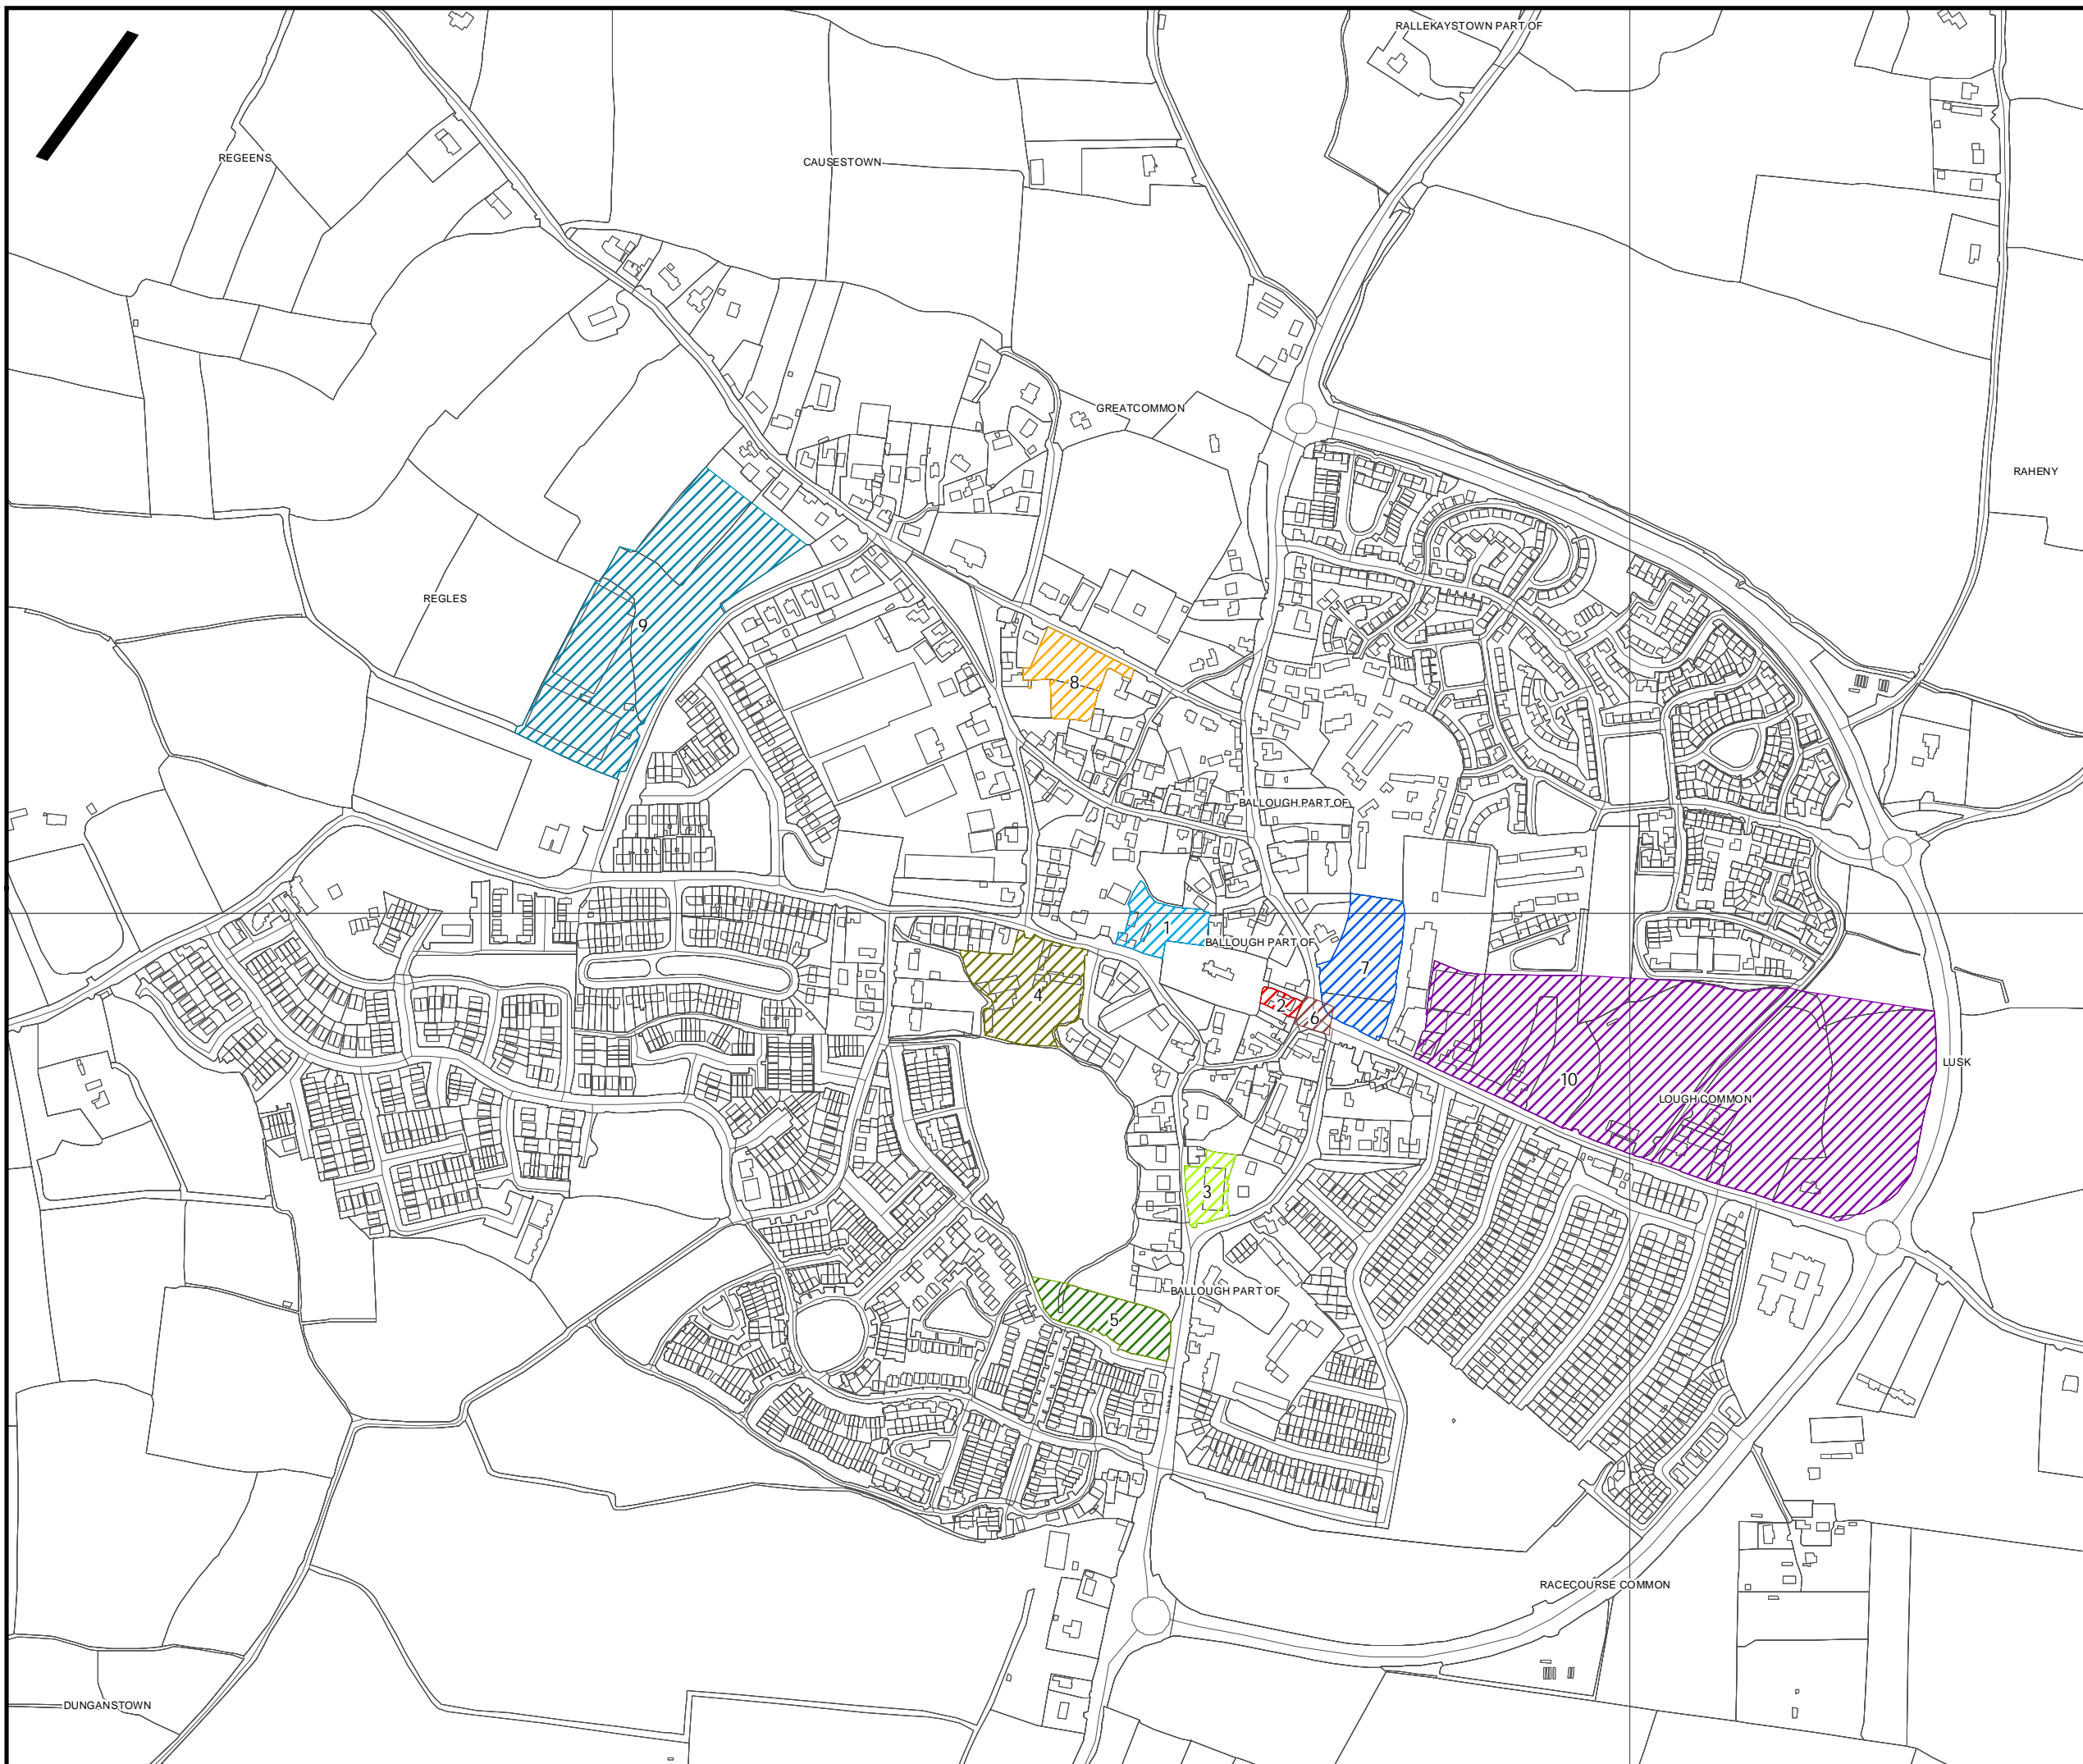 RALLEKAYSTOWN PART OF
REGEENS
CAUSESTOWN
GREATCOMMON
RAHENY
REGLES
9
8
BALLOUGH PART OF
1
BALLOUGH PART OF
7
4
2
6
LUSK
10
LOUGH COMMON
3
BALLOUGH PART OF
5
RACECOURSE COMMON
DUNGANSTOWN